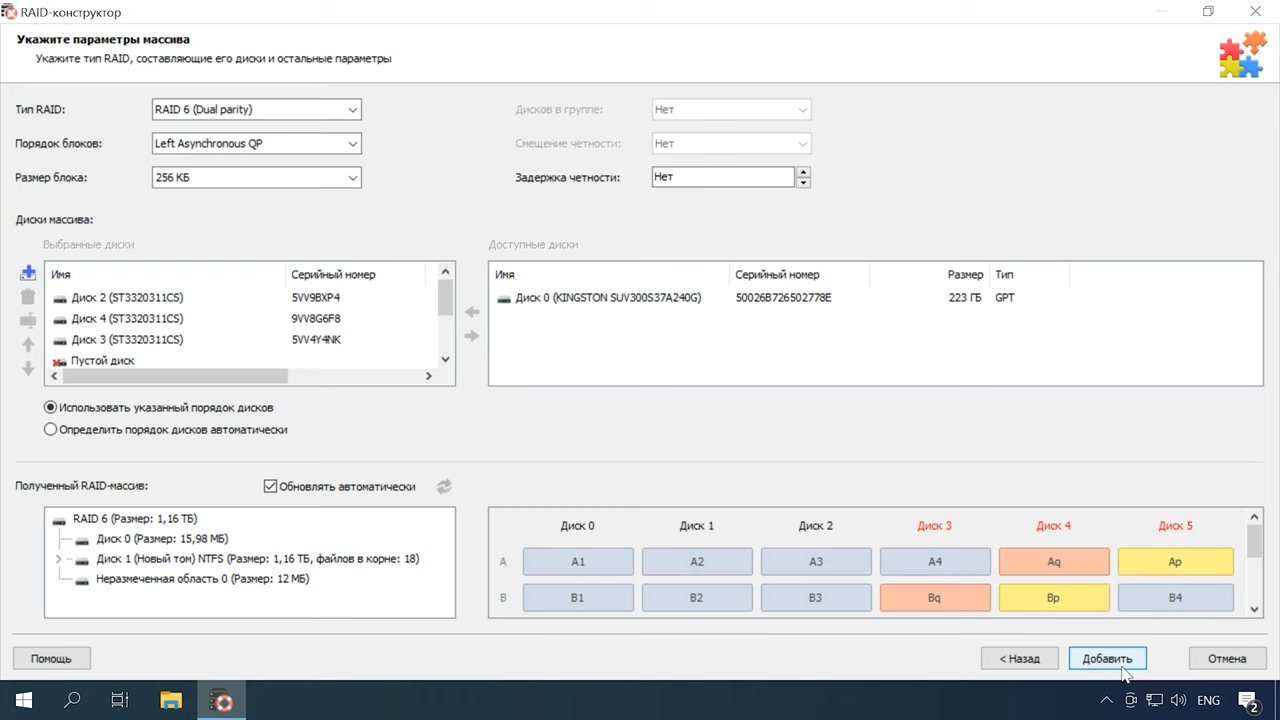 RAID-конструктор
Укажите параметры массива
Укажите тип RAID, составляющие его диски и остальные параметры
Тип RAID: RAID 6 (Dual parity) Дисков в группе: Нет
Порядок блоков: Left Asynchronous QP Смещение четности: Нет
Размер блока: 256 КБ Задержка четности: Нет
Диски массива:
Выбранные диски Доступные диски
Имя Серийный номер Имя Серийный номер Размер Тип
Диск 2 (ST3320311CS) 5VV9BXP4 Диск 0 (KINGSTON SUV300S37A240G) 50026B726502778E 223 ГБ GPT
Диск 4 (ST3320311CS) 9VV8G6F8
Диск 3 (ST3320311CS) 5VV4Y4NK
Пустой диск
Использовать указанный порядок дисков
Определить порядок дисков автоматически
Полученный RAID-массив: Обновлять автоматически
RAID 6 (Размер: 1,16 ТБ) Диск 0 Диск 1 Диск 2 Диск 3 Диск 4 Диск 5
Диск 0 (Размер: 15,98 МБ)
Диск 1 (Новый том) NTFS (Размер: 1,16 ТБ, файлов в корне: 18) A A1 A2 A3 A4 Aq Ap
Неразмеченная область 0 (Размер: 12 МБ)
B B1 B2 B3 Bq Bp B4
Помощь < Назад Добавить Отмена
ENG 2